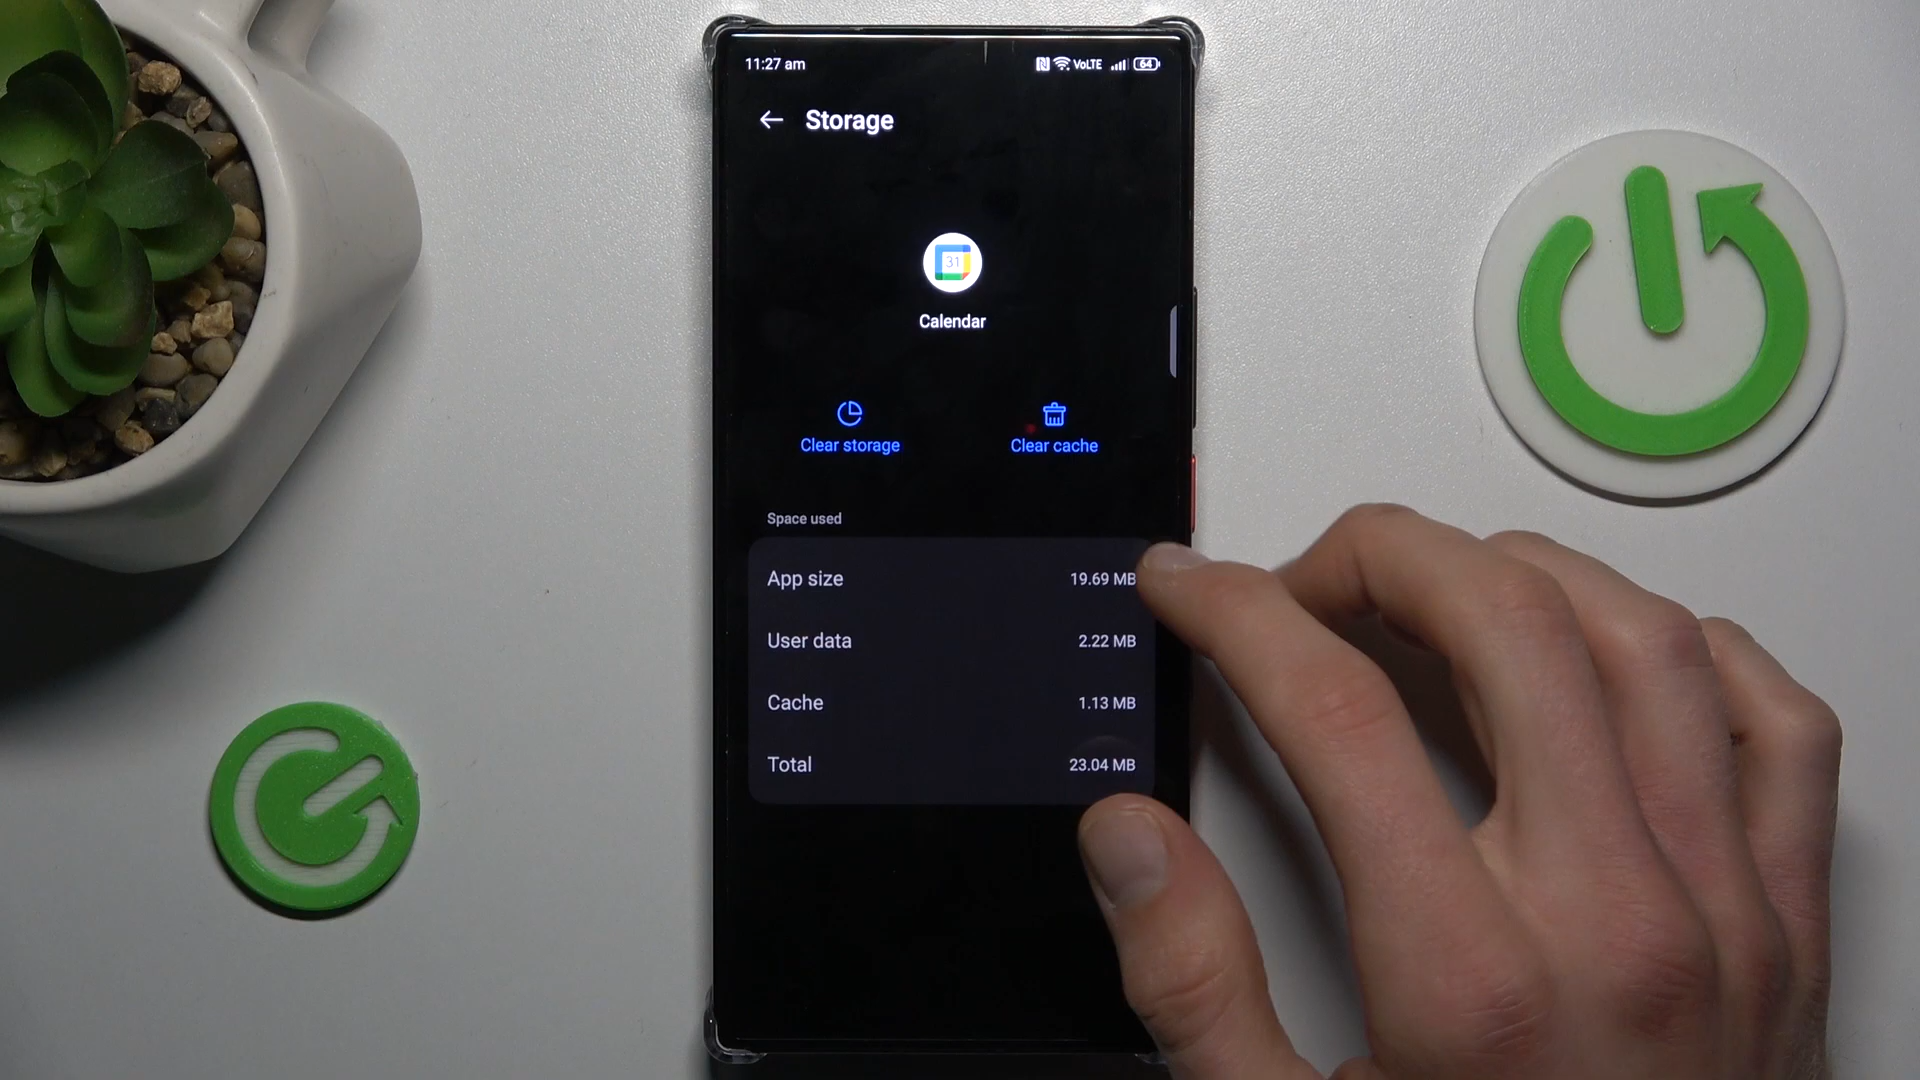 11:27 am VoLTE 64
Storage
31
Calendar
Clear storage Clear cache
Space used
App size 19.69 MB
User data 2.22 MB
Cache 1.13 MB
Total 23.04 MB